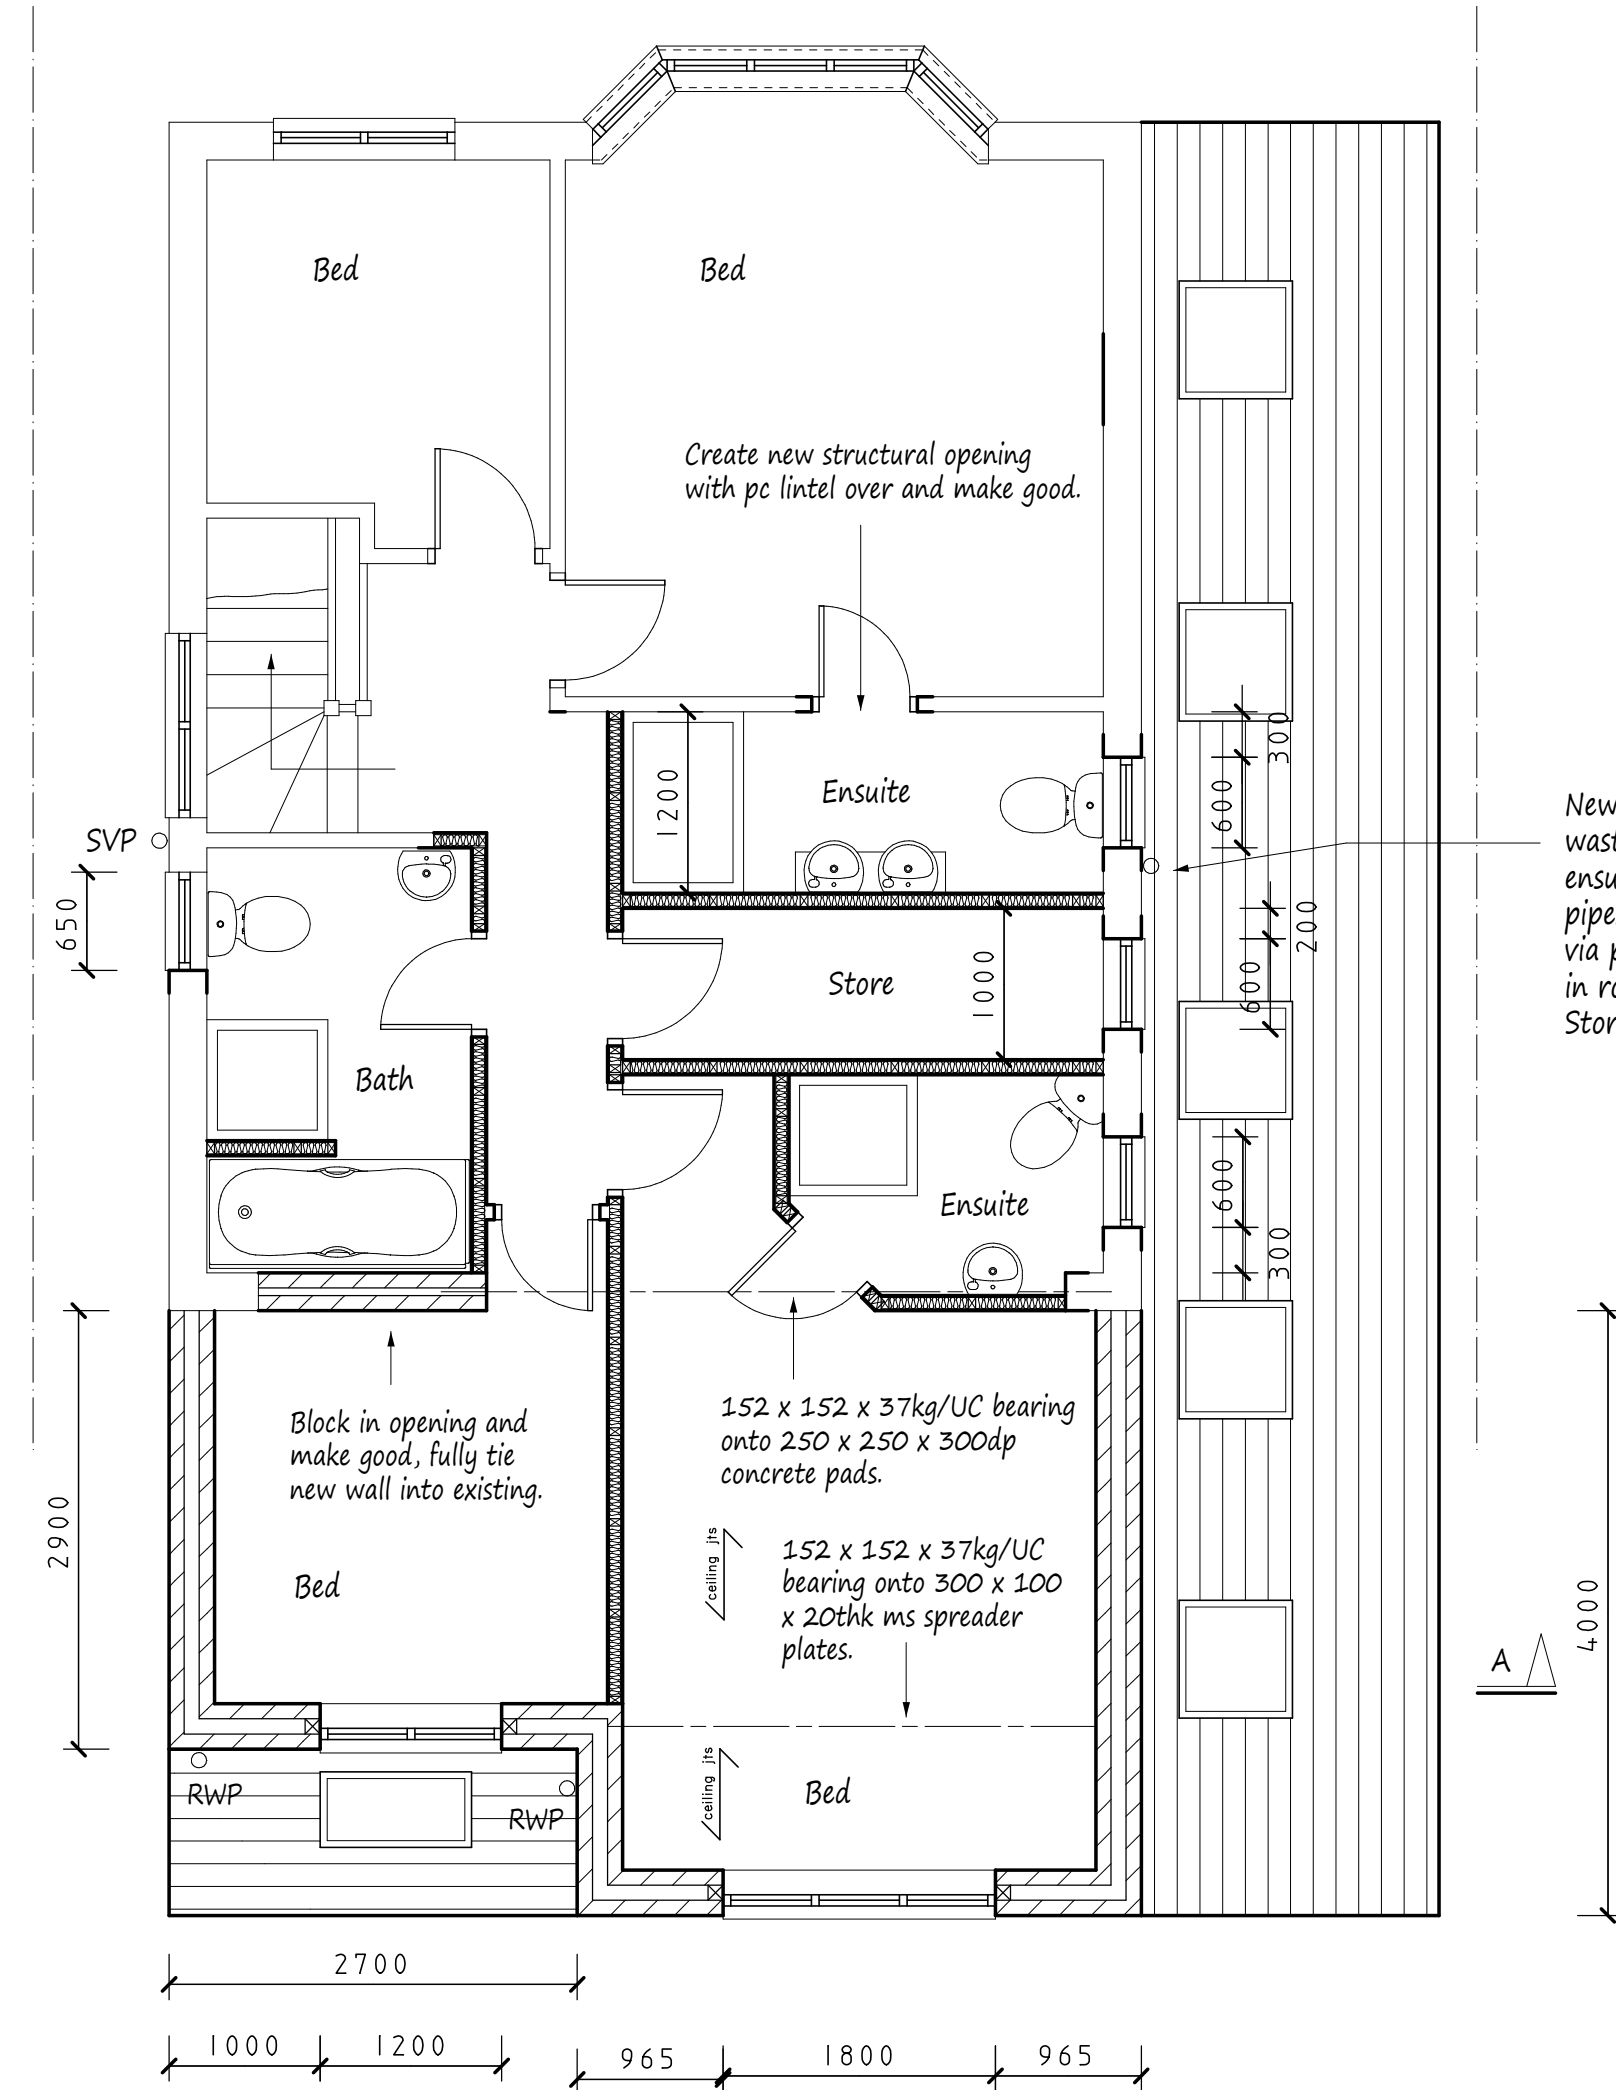 Bed
Bed
Create new structural opening
with pc lintel over and make good.
300
600
1200
Ensuite
SVP
New
650
200
600
Store
1000
via p
Bath
600
Ensuite
300
152 x 152 x 37kg/UC bearing
onto 250 x 250 x 300dp
concrete pads.
Block in opening and
make good, fully tie
new wall into existing.
2900
ceiling jts
152 x 152 x 37kg/UC
bearing onto 300 x 100
x 20thk ms spreader
plates.
Bed
4000
A
ceiling jts
Bed
RWP
RWP
2700
1000
1200
965
1800
965